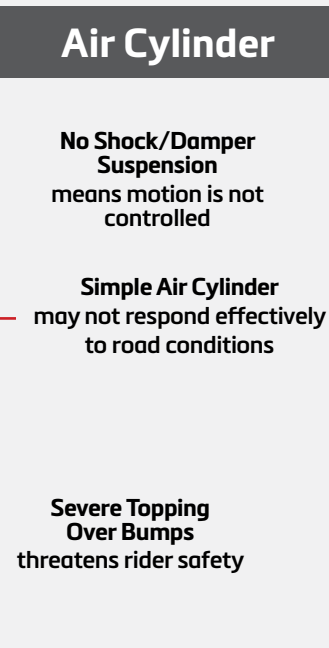 Air Cylinder
No Shock/Damper
Suspension
means motion is not
controlled
Simple Air Cylinder
may not respond effectively
to road conditions
Severe Topping
Over Bumps
threatens rider safety